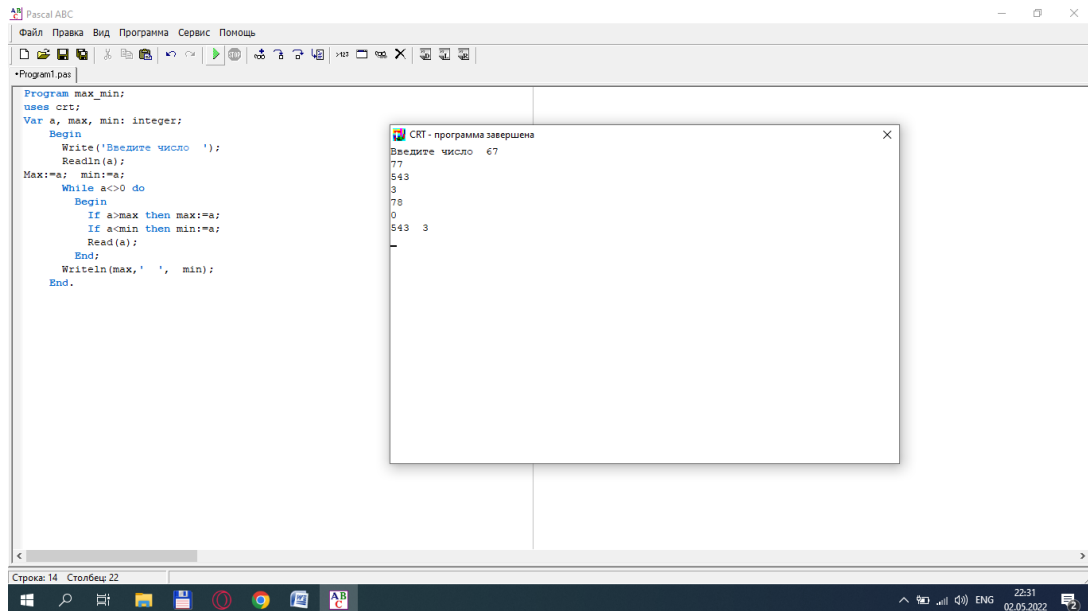 Pascal ABC
Файл Правка Вид Программа Сервис Помощь
•Program1.pas
Program max_min;
uses crt;
Var a, max, min: integer;
Begin
Write('Введите число  ');
Readln(a);
Max:=a;  min:=a;
While a<>0 do
Begin
If a>max then max:=a;
If a<min then min:=a;
Read(a);
End;
Writeln(max,'  ',  min);
End.
CRT - программа завершена
Введите число  67
77
543
3
78
0
543  3
Строка: 14 Столбец: 22
ENG
22:31
02.05.2022